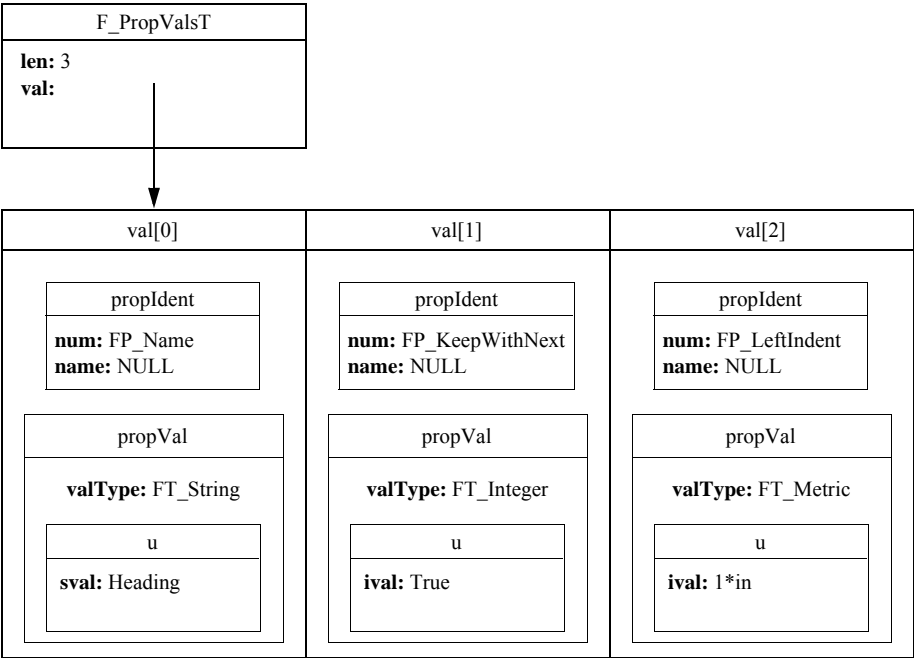 F_PropValsT
len: 3
val:
val[0]
val[1]
val[2]
propIdent
num: FP_Name
name: NULL
propIdent
num: FP_KeepWithNext
name: NULL
propIdent
num: FP_LeftIndent
name: NULL
propVal
valType: FT_String
u
sval: Heading
propVal
valType: FT_Integer
u
ival: True
propVal
valType: FT_Metric
u
ival: 1*in